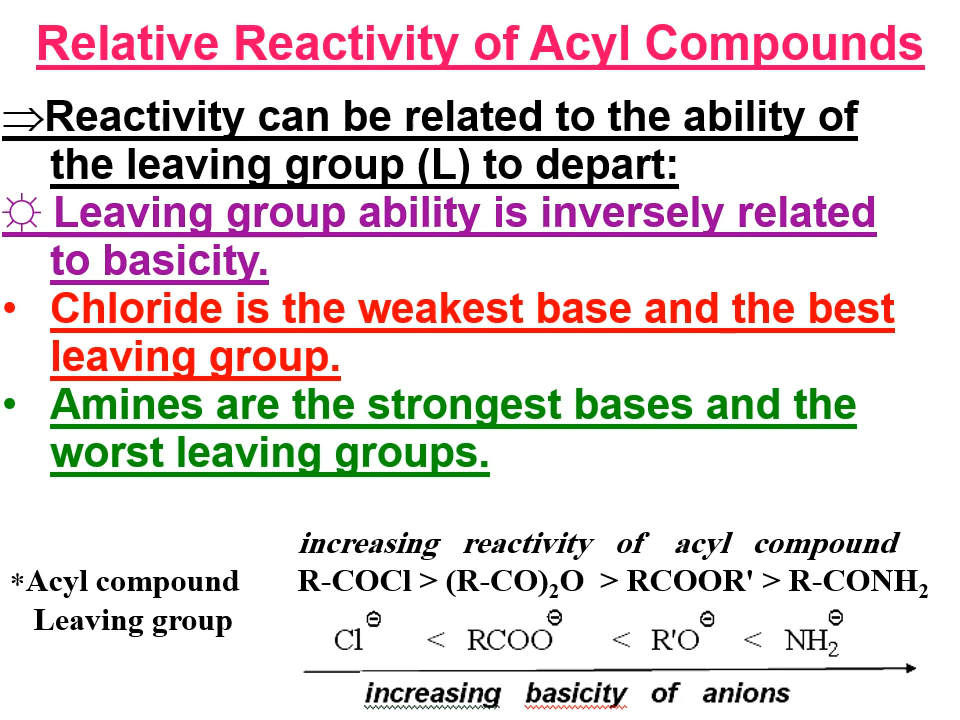 Relative Reactivity of Acyl Compounds
⇒Reactivity can be related to the ability of
the leaving group (L) to depart:
☼ Leaving group ability is inversely related
to basicity.
• Chloride is the weakest base and the best
leaving group.
• Amines are the strongest bases and the
worst leaving groups.
increasing reactivity of acyl compound
*Acyl compound R-COCl > (R-CO)₂O > RCOOR' > R-CONH₂
Leaving group Cl⊖ < RCOO⊖ < R'O⊖ < NH₂⊖
increasing basicity of anions